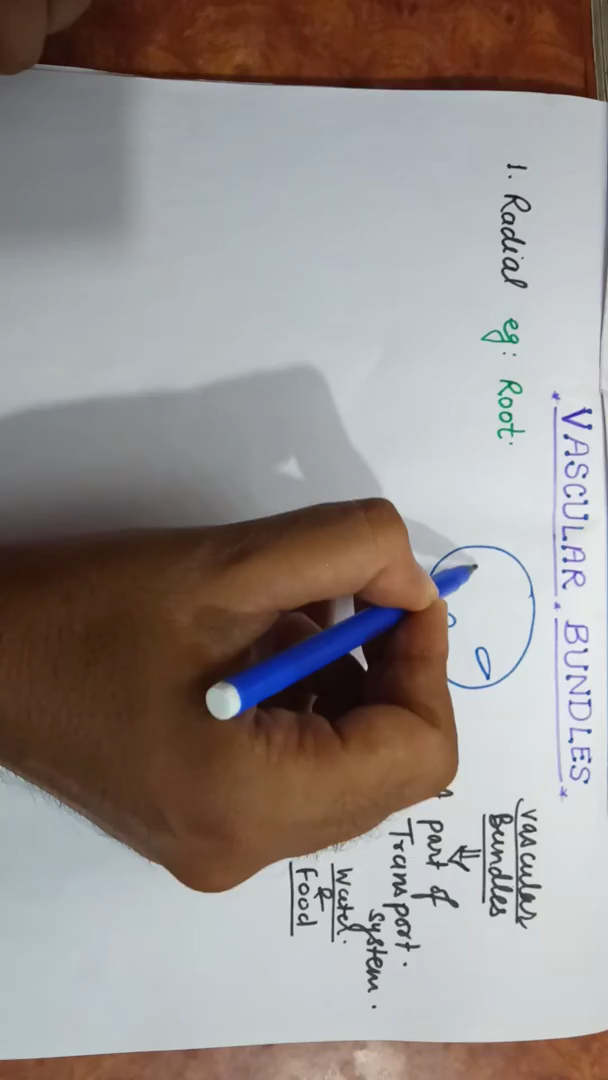 VASCULAR BUNDLES
1. Radial eg: Root.
Vascular
Bundles
part of
Transport
system.
Water.
&
Food